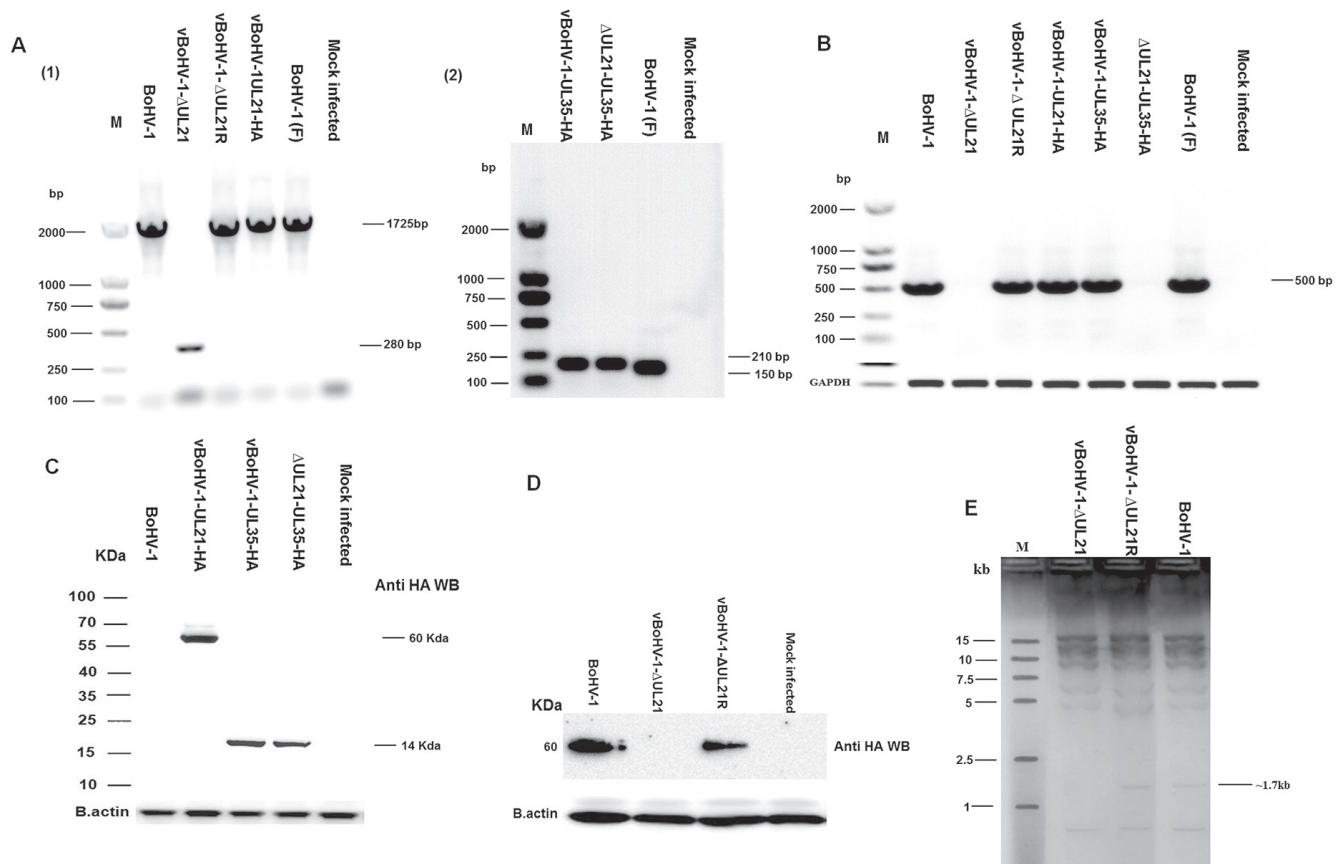 A
(1)
M
BoHV-1
vBoHV-1-ΔUL21
vBoHV-1-ΔUL21R
vBoHV-1UL21-HA
BoHV-1 (F)
Mock infected
bp
2000
1000
750
500
250
100
1725bp
280 bp
(2)
M
vBoHV-1-UL35-HA
ΔUL21-UL35-HA
BoHV-1 (F)
Mock infected
bp
2000
1000
750
500
250
100
210 bp
150 bp
B
M
BoHV-1
vBoHV-1-ΔUL21
vBoHV-1-Δ UL21R
vBoHV-1-UL21-HA
vBoHV-1-UL35-HA
ΔUL21-UL35-HA
BoHV-1 (F)
Mock infected
bp
2000
1000
750
500
250
100
GAPDH
500 bp
C
KDa
BoHV-1
vBoHV-1-UL21-HA
vBoHV-1-UL35-HA
ΔUL21-UL35-HA
Mock infected
Anti HA WB
100
70
55
40
35
25
15
10
60 Kda
14 Kda
B.actin
D
KDa
BoHV-1
vBoHV-1-ΔUL21
vBoHV-1-ΔUL21R
Mock infected
60
Anti HA WB
B.actin
E
kb
M
vBoHV-1-ΔUL21
vBoHV-1-ΔUL21R
BoHV-1
15
10
7.5
5
2.5
1
~1.7kb